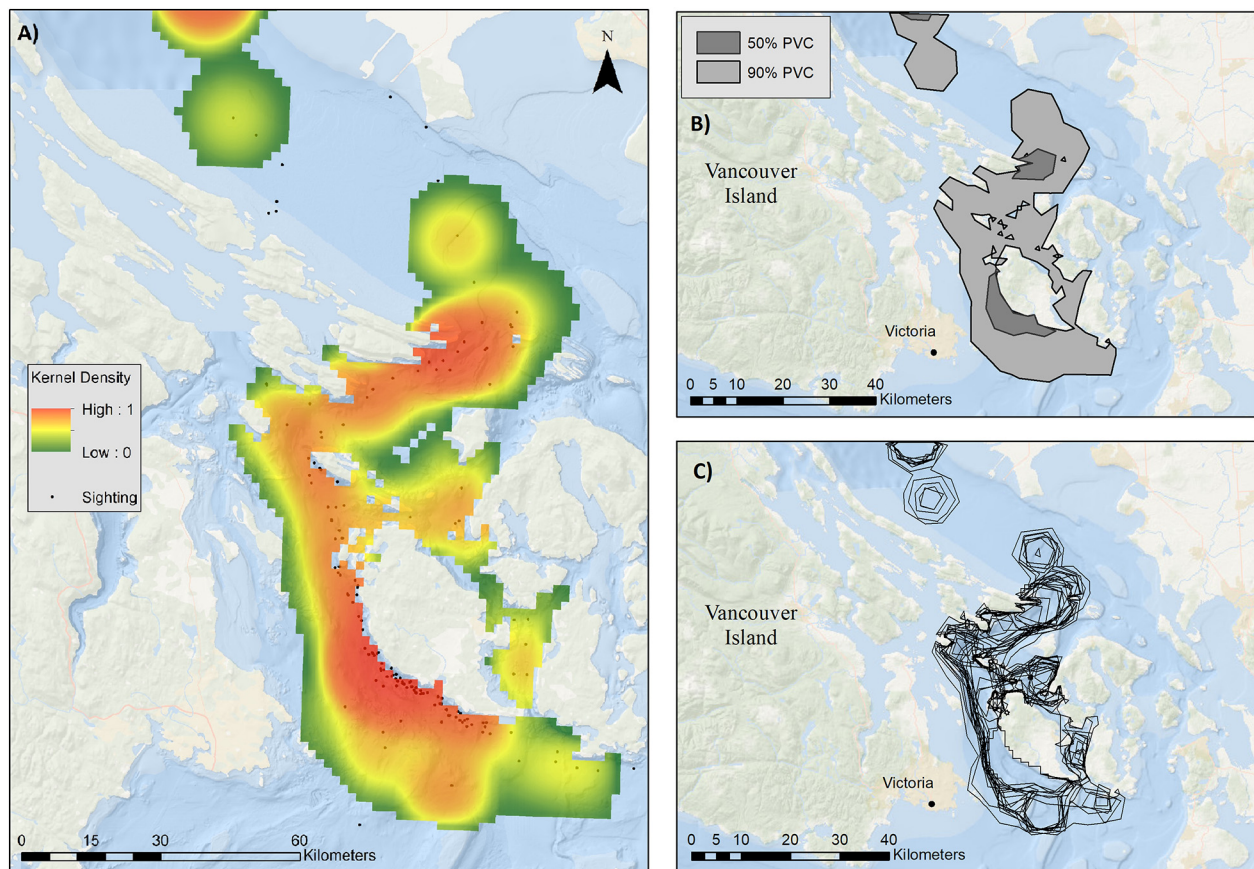 A)
N
Kernel Density
High : 1
Low : 0
Sighting
0 15 30 60
Kilometers
50% PVC
90% PVC
B)
Vancouver
Island
Victoria
0 5 10 20 30 40
Kilometers
C)
Vancouver
Island
Victoria
0 5 10 20 30 40
Kilometers